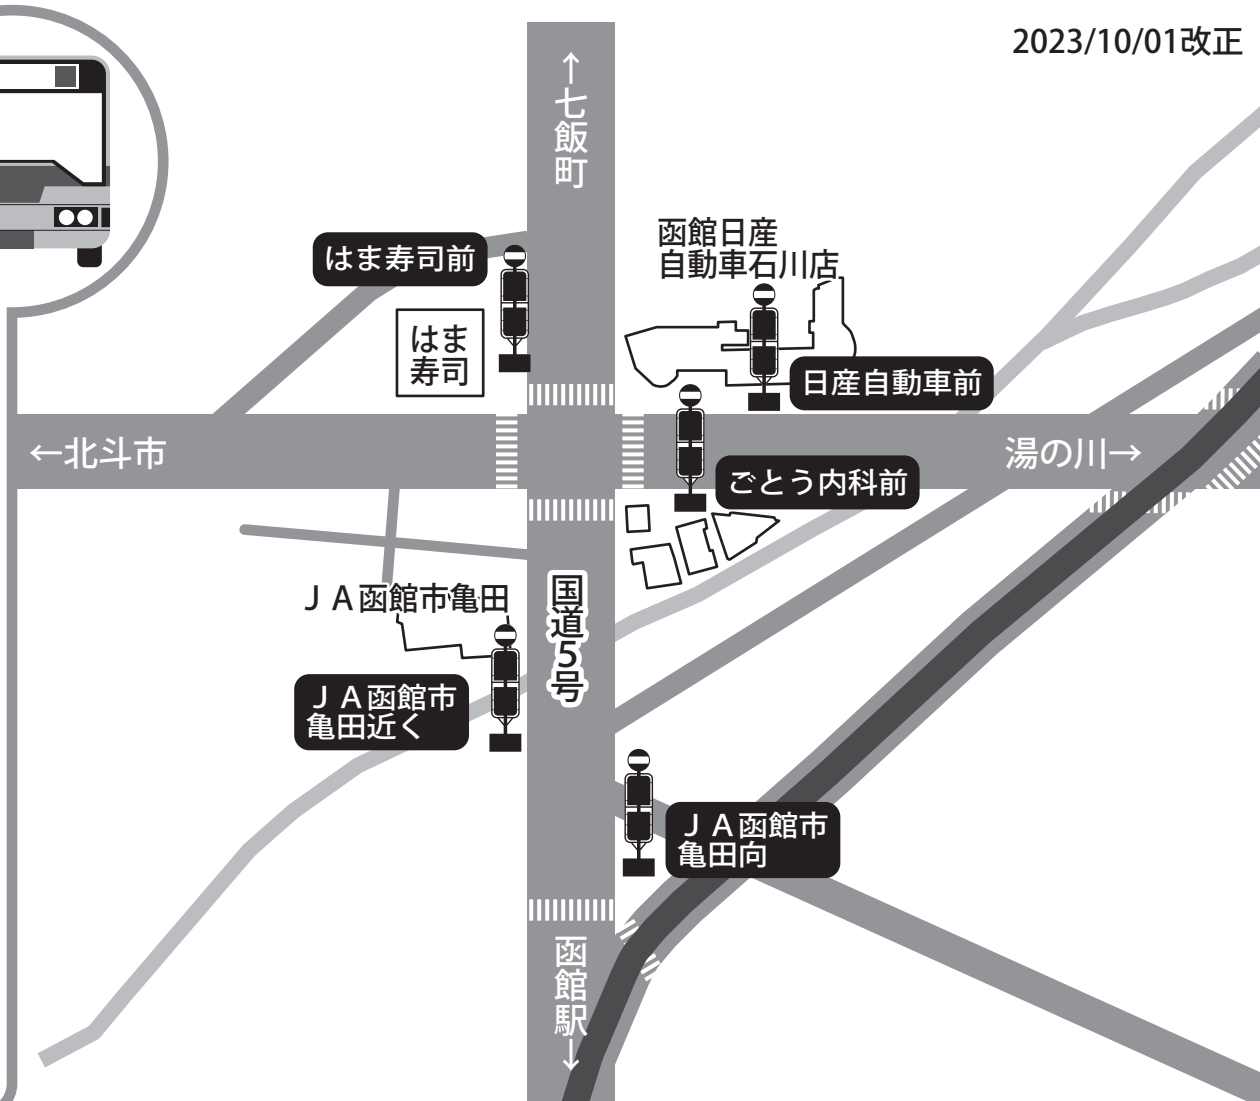 2023/10/01改正
↑七飯町
函館日産
自動車石川店
はま寿司前
はま
寿司
日産自動車前
←北斗市
湯の川→
ごとう内科前
ＪＡ函館市亀田
国道5号
ＪＡ函館市
亀田近く
ＪＡ函館市
亀田向
函館駅↓